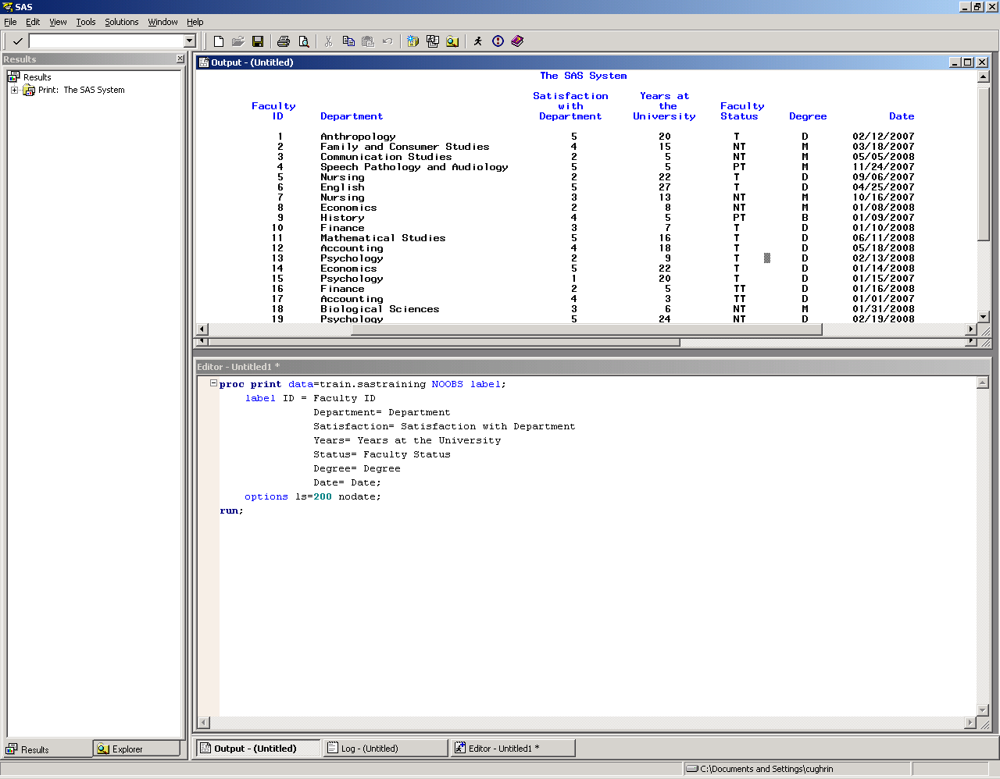 SAS
File Edit View Tools Solutions Window Help
Results
Results
Print: The SAS System
Output - (Untitled)
The SAS System
Satisfaction Years at
Faculty with the Faculty
ID Department Department University Status Degree Date
1 Anthropology 5 20 T D 02/12/2007
2 Family and Consumer Studies 4 15 NT M 03/18/2007
3 Communication Studies 2 5 NT M 05/05/2008
4 Speech Pathology and Audiology 5 5 PT M 11/24/2007
5 Nursing 2 22 T D 09/06/2007
6 English 5 27 T D 04/25/2007
7 Nursing 3 13 NT M 10/16/2007
8 Economics 2 8 NT M 01/08/2008
9 History 4 5 PT B 01/09/2008
10 Finance 3 7 T D 01/10/2008
11 Mathematical Studies 5 16 T D 06/11/2008
12 Accounting 4 18 T D 05/18/2008
13 Psychology 2 9 T D 02/13/2008
14 Economics 5 22 T D 01/14/2008
15 Psychology 1 20 T D 01/15/2007
16 Finance 2 5 TT D 01/16/2008
17 Accounting 4 3 TT D 01/01/2007
18 Biological Sciences 3 6 NT M 01/31/2008
19 Psychology 5 24 NT D 02/19/2008
Editor - Untitled1 *
proc print data=train.sastraining NOOBS label;
label ID = Faculty ID
Department= Department
Satisfaction= Satisfaction with Department
Years= Years at the University
Status= Faculty Status
Degree= Degree
Date= Date;
options ls=200 nodate;
run;
Results Explorer
Output - (Untitled) Log - (Untitled) Editor - Untitled1 *
C:\Documents and Settings\cughrin